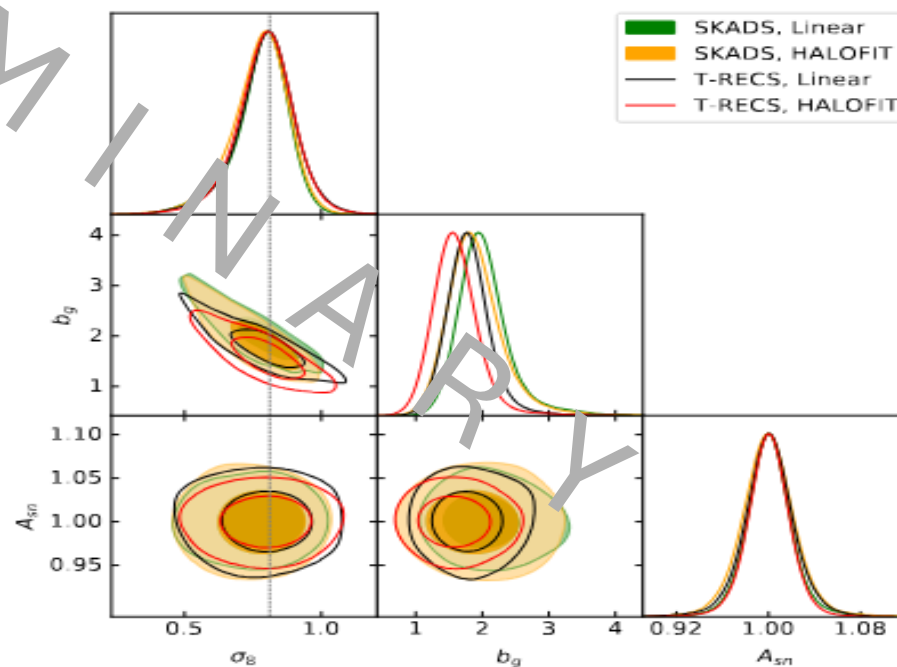 SKADS, Linear
SKADS, HALOFIT
T-RECS, Linear
T-RECS, HALOFIT
MINARY
4
3
2
1
b_g
1.10
1.05
1.00
0.95
A_sn
0.5 1.0 1 2 3 4 0.92 1.00 1.08
σ_8 b_g A_sn